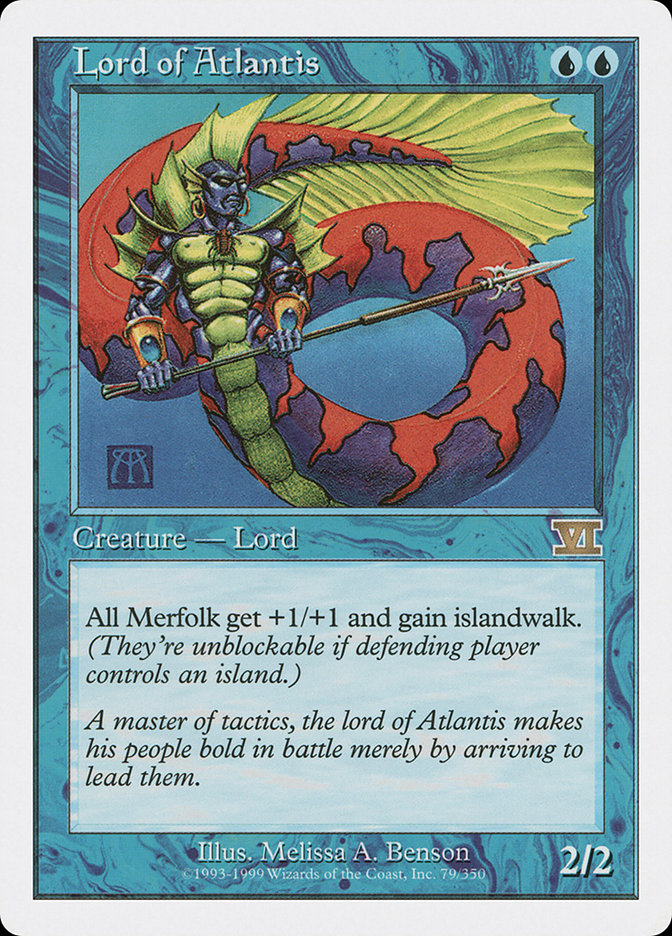 Lord of Atlantis
Creature — Lord
VI
All Merfolk get +1/+1 and gain islandwalk.
(They're unblockable if defending player
controls an island.)
A master of tactics, the lord of Atlantis makes
his people bold in battle merely by arriving to
lead them.
Illus. Melissa A. Benson
©1993-1999 Wizards of the Coast, Inc. 79/350
2/2